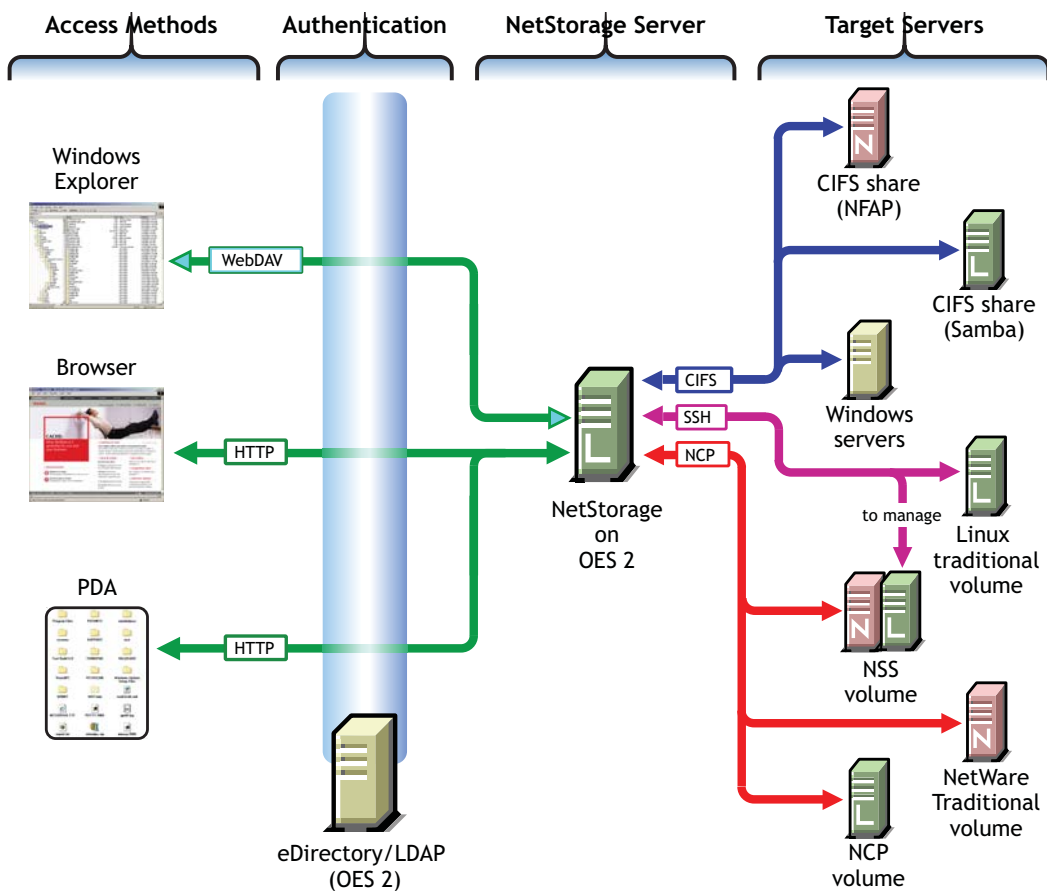 Access Methods
Authentication
NetStorage Server
Target Servers
Windows
Explorer
WebDAV
Browser
HTTP
PDA
HTTP
eDirectory/LDAP
(OES 2)
NetStorage
on
OES 2
CIFS
SSH
NCP
N
CIFS share
(NFAP)
L
CIFS share
(Samba)
Windows
servers
L
Linux
traditional
volume
to manage
N
L
NSS
volume
N
NetWare
Traditional
volume
L
NCP
volume
L